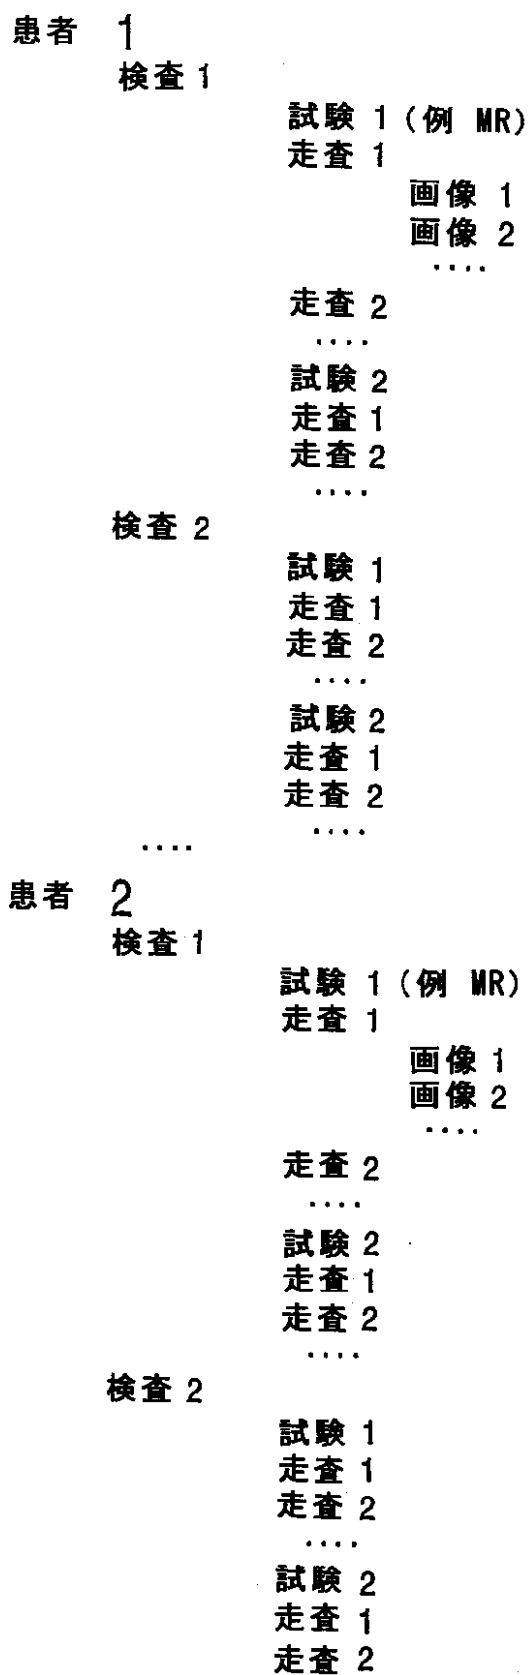 患者 1
検査 1
試験 1 (例 MR)
走査 1
画像 1
画像 2
....
走査 2
....
試験 2
走査 1
走査 2
....
検査 2
試験 1
走査 1
走査 2
....
試験 2
走査 1
走査 2
....
....
患者 2
検査 1
試験 1 (例 MR)
走査 1
画像 1
画像 2
....
走査 2
....
試験 2
走査 1
走査 2
....
検査 2
試験 1
走査 1
走査 2
....
試験 2
走査 1
走査 2